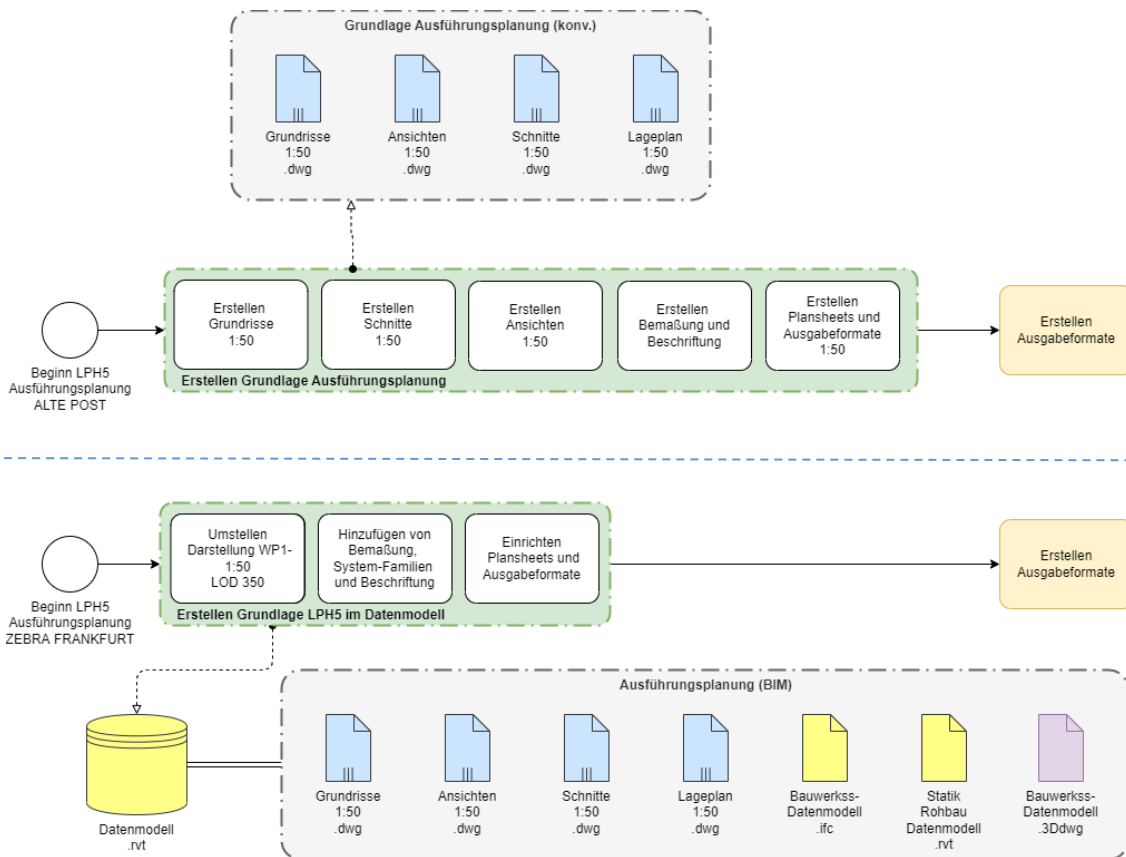 Grundlage Ausführungsplanung (konv.)
Grundrisse
1:50
.dwg
Ansichten
1:50
.dwg
Schnitte
1:50
.dwg
Lageplan
1:50
.dwg
Beginn LPH5
Ausführungsplanung
ALTE POST
Erstellen
Grundrisse
1:50
Erstellen
Schnitte
1:50
Erstellen
Ansichten
1:50
Erstellen
Bemaßung und
Beschriftung
Erstellen
Plansheets und
Ausgabeformate
1:50
Erstellen Grundlage Ausführungsplanung
Erstellen
Ausgabeformate
Beginn LPH5
Ausführungsplanung
ZEBRA FRANKFURT
Umstellen
Darstellung WP1-
1:50
LOD 350
Hinzufügen von
Bemaßung,
System-Familien
und Beschriftung
Einrichten
Plansheets und
Ausgabeformate
Erstellen Grundlage LPH5 im Datenmodell
Erstellen
Ausgabeformate
Datenmodell
.rvt
Ausführungsplanung (BIM)
Grundrisse
1:50
.dwg
Ansichten
1:50
.dwg
Schnitte
1:50
.dwg
Lageplan
1:50
.dwg
Bauwerkss-
Datenmodell
.ifc
Statik
Rohbau
Datenmodell
.rvt
Bauwerkss-
Datenmodell
.3Ddwg